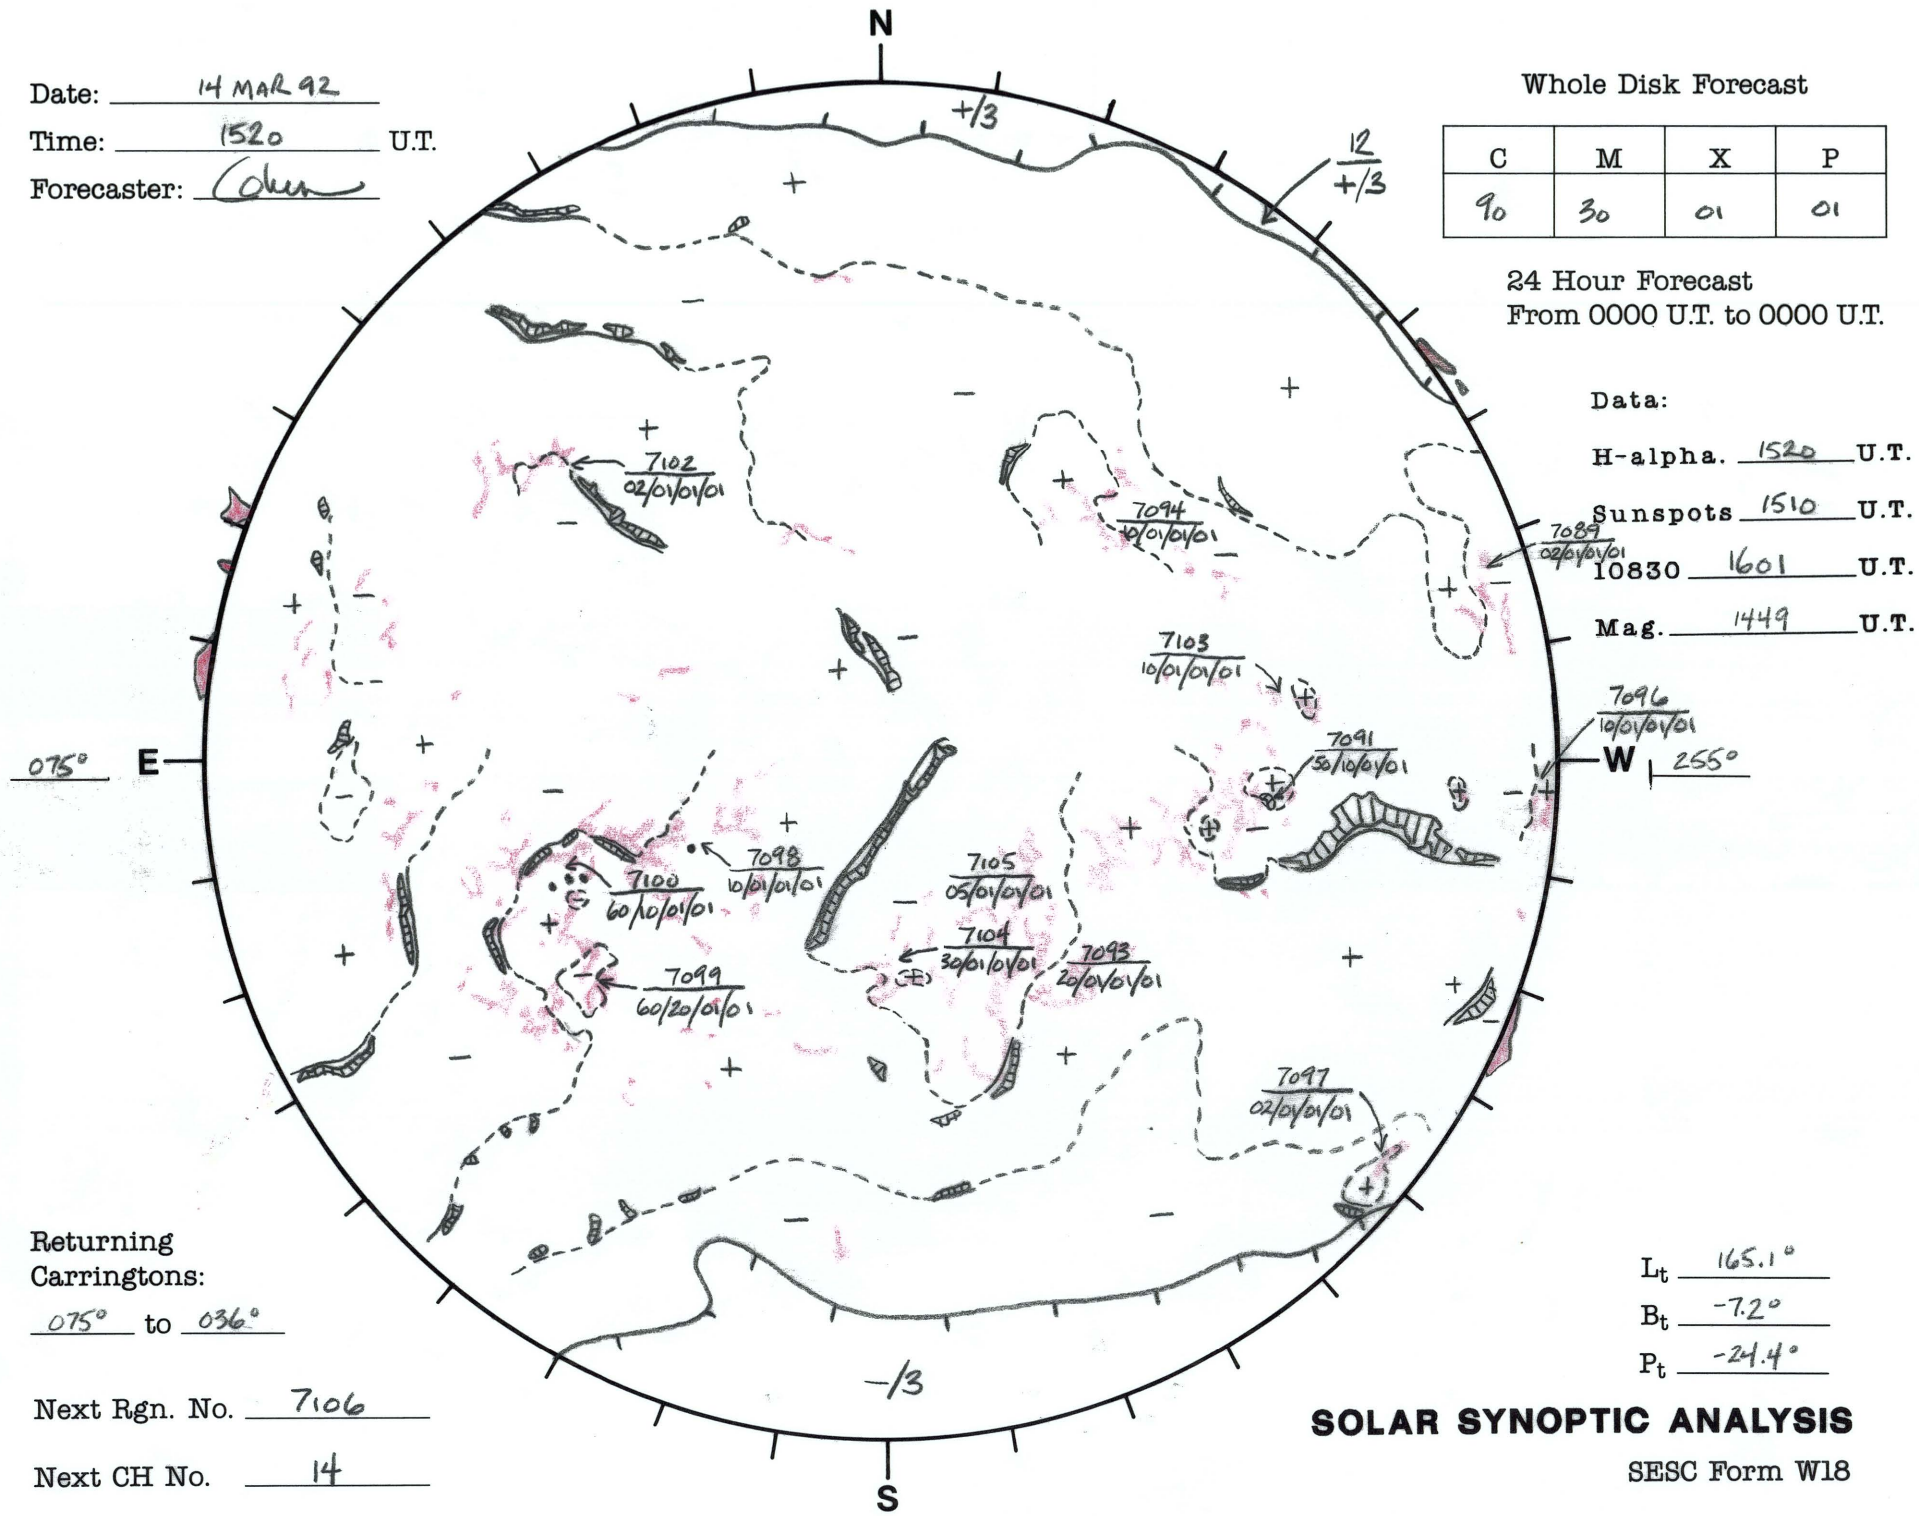 N
Date: 14 MAR 92
Time: 1520 U.T.
Forecaster: Cohen
+/3
12
+/3
Whole Disk Forecast
C M X P
90 30 01 01
24 Hour Forecast
From 0000 U.T. to 0000 U.T.
Data:
H-alpha. 1520 U.T.
Sunspots 1510 U.T.
10830 1601 U.T.
Mag. 1449 U.T.
7102
02/01/01/01
7094
10/01/01/01
7089
02/01/01/01
7103
10/01/01/01
7096
10/01/01/01
7091
50/10/01/01
075° E
W 255°
7098
10/01/01/01
7100
60/10/01/01
7105
05/01/01/01
7104
30/01/01/01
7093
20/01/01/01
7099
60/20/01/01
7097
02/01/01/01
Returning
Carringtons:
075° to 036°
Next Rgn. No. 7106
Next CH No. 14
-/3
S
Lt 165.1°
Bt -7.2°
Pt -24.4°
SOLAR SYNOPTIC ANALYSIS
SESC Form W18